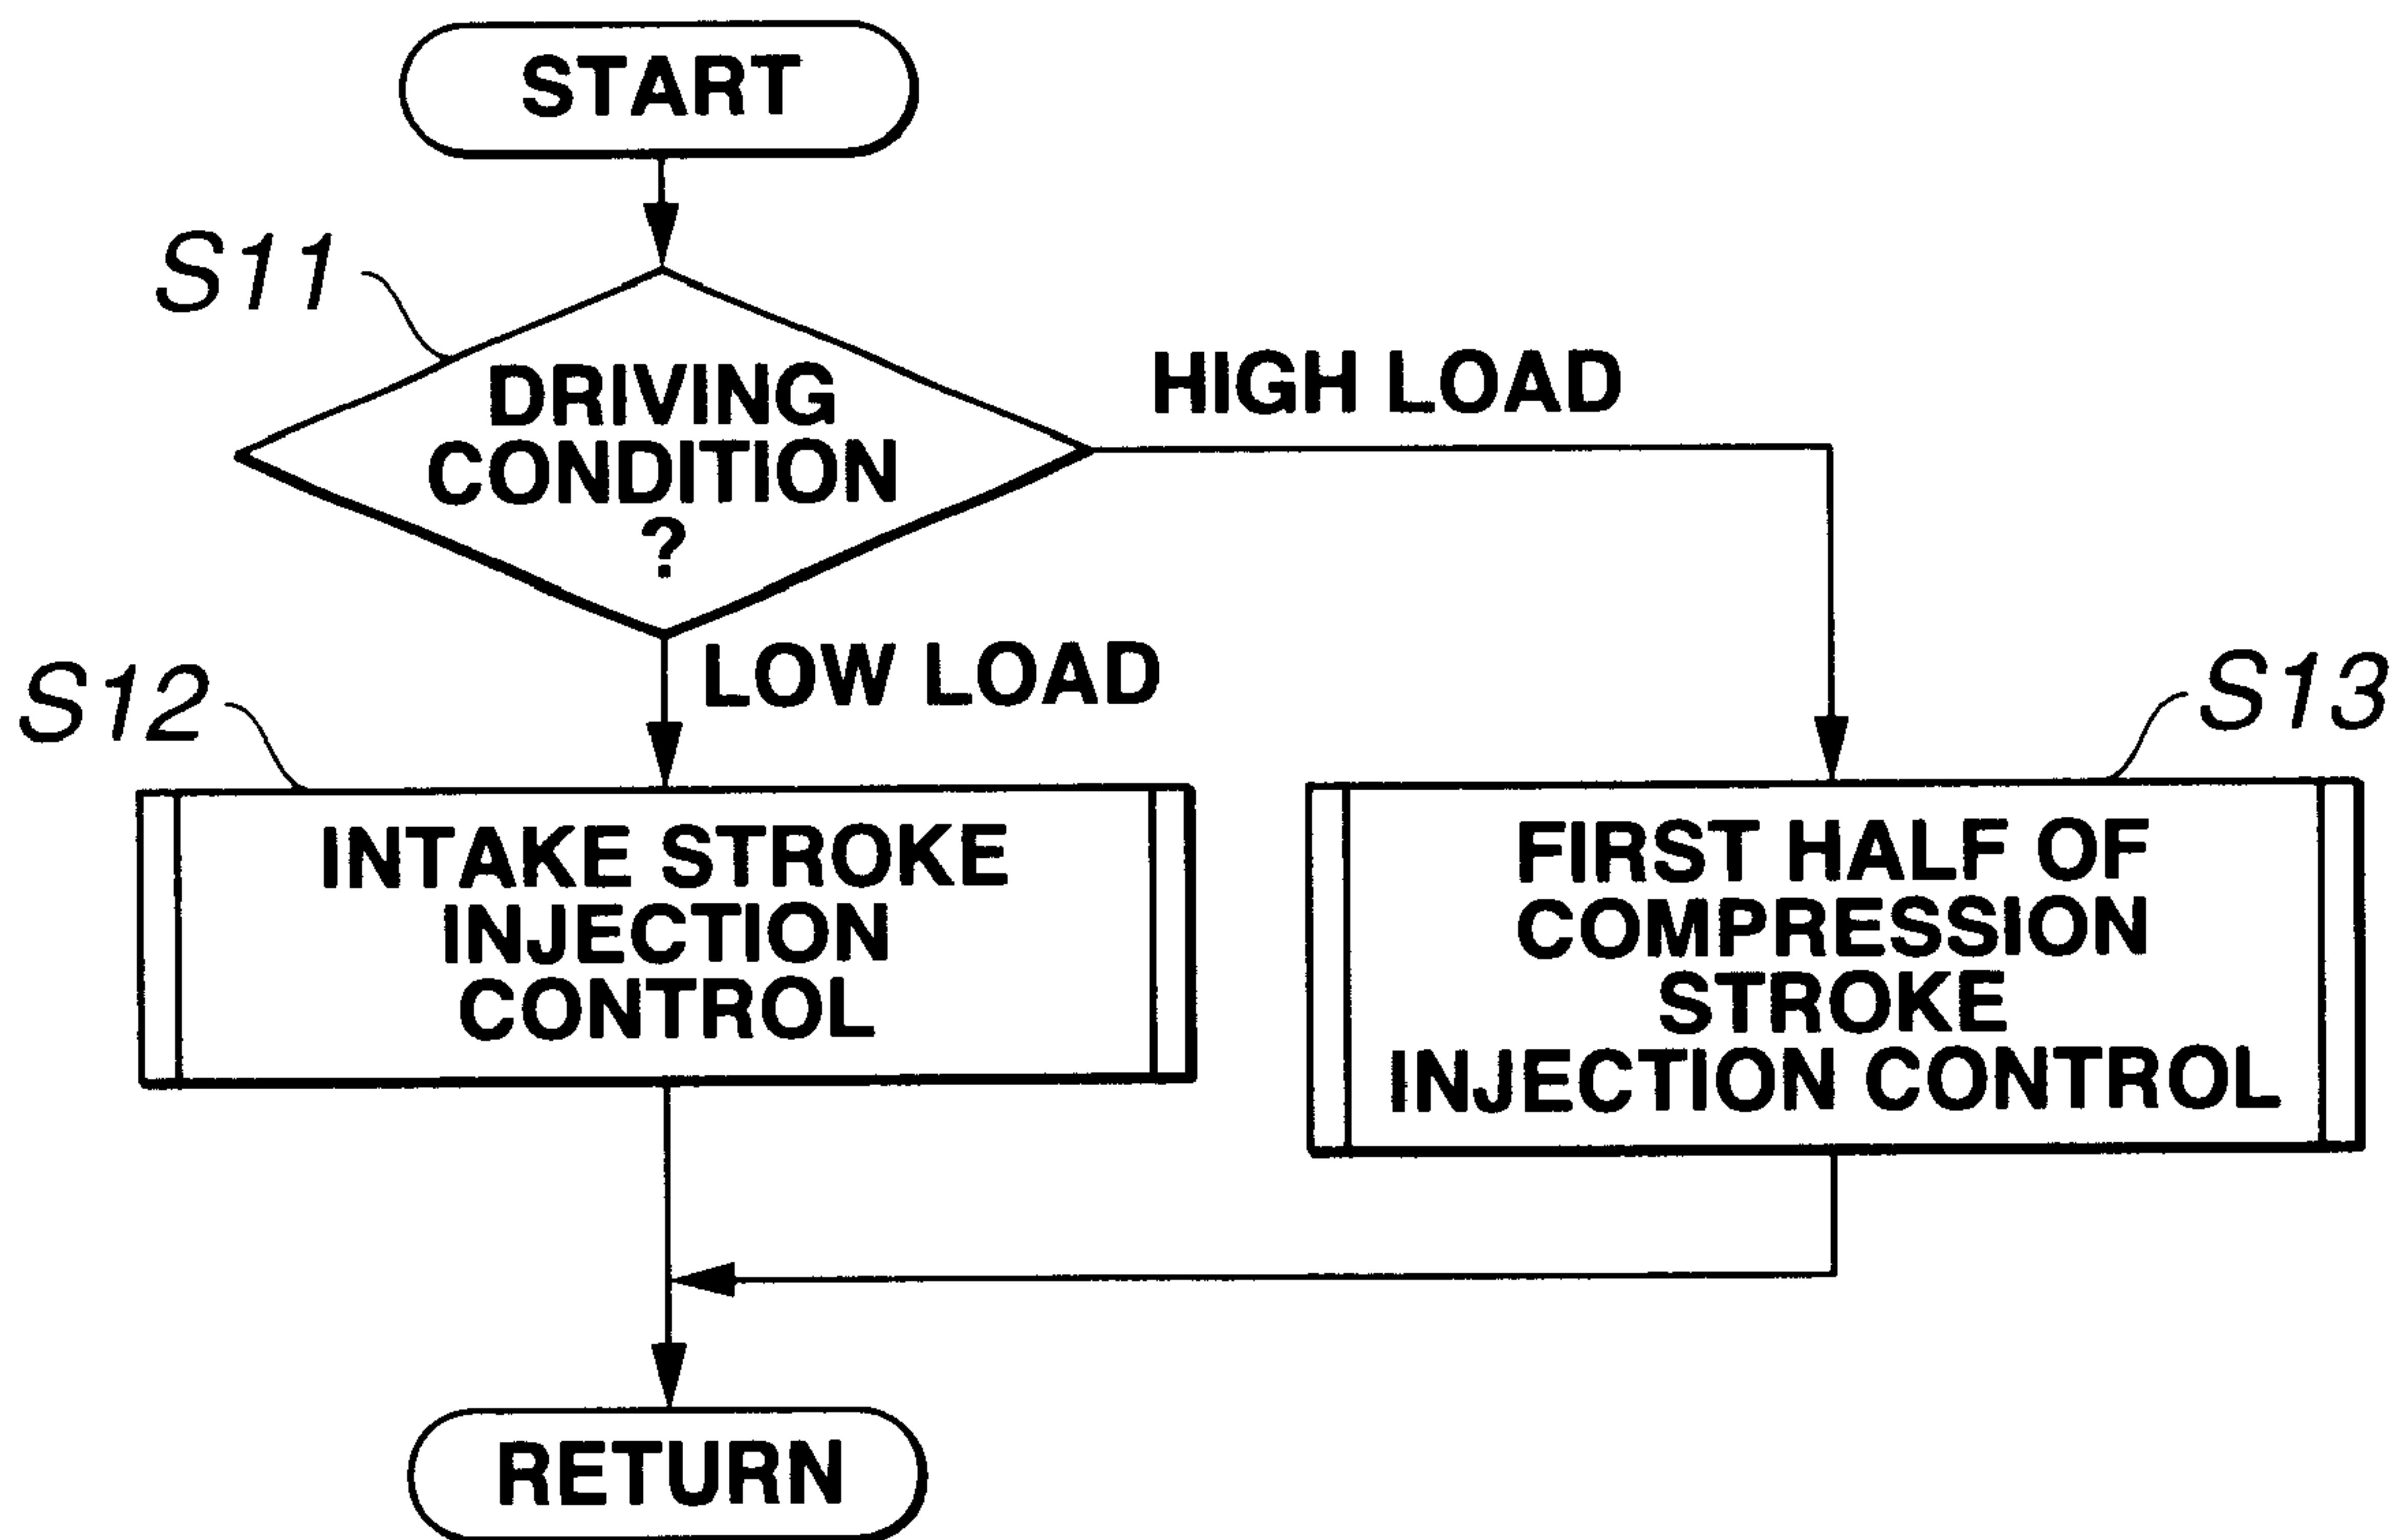 START
S11
DRIVING
CONDITION
?
HIGH LOAD
LOW LOAD
S12
INTAKE STROKE
INJECTION
CONTROL
S13
FIRST HALF OF
COMPRESSION
STROKE
INJECTION CONTROL
RETURN